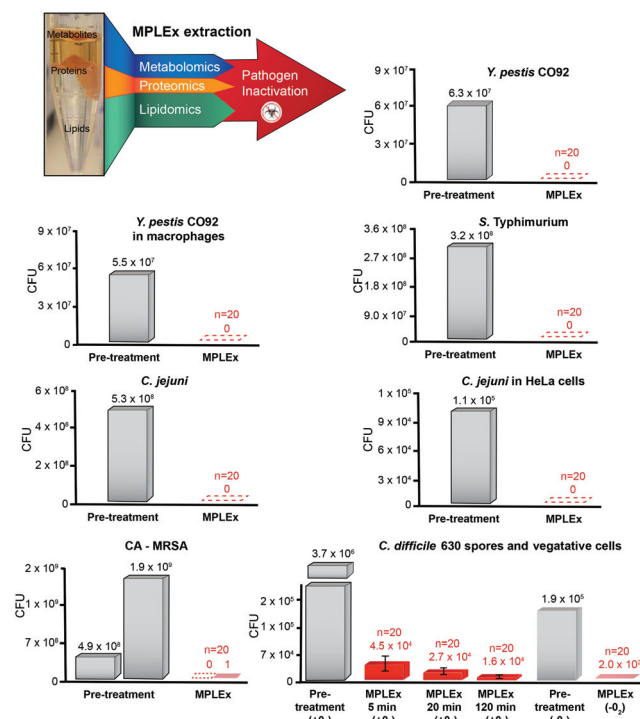 MPLEx extraction
Metabolites
Proteins
Lipids
Metabolomics
Proteomics
Lipidomics
Pathogen
Inactivation
Y. pestis CO92
CFU
9 x 10⁷
6 x 10⁷
3 x 10⁷
0
6.3 x 10⁷
n=20
0
Pre-treatment
MPLEx
Y. pestis CO92
in macrophages
CFU
9 x 10⁷
6 x 10⁷
3 x 10⁷
0
5.5 x 10⁷
n=20
0
Pre-treatment
MPLEx
S. Typhimurium
CFU
3.6 x 10⁸
2.7 x 10⁸
1.8 x 10⁸
9.0 x 10⁷
0
3.2 x 10⁸
n=20
0
Pre-treatment
MPLEx
C. jejuni
CFU
6 x 10⁸
4 x 10⁸
2 x 10⁸
0
5.3 x 10⁸
n=20
0
Pre-treatment
MPLEx
C. jejuni in HeLa cells
CFU
1 x 10⁵
9 x 10⁴
6 x 10⁴
3 x 10⁴
0
1.1 x 10⁵
n=20
0
Pre-treatment
MPLEx
CA - MRSA
CFU
2 x 10⁹
1 x 10⁹
7 x 10⁸
0
4.9 x 10⁸
1.9 x 10⁹
n=20
0 1
Pre-treatment
MPLEx
C. difficile 630 spores and vegatative cells
CFU
2 x 10⁵
1 x 10⁵
7 x 10⁴
0
3.7 x 10⁶
n=20
4.5 x 10⁴
n=20
2.7 x 10⁴
n=20
1.6 x 10⁴
1.9 x 10⁵
n=20
Pre-
treatment
MPLEx
5 min
MPLEx
20 min
MPLEx
120 min
Pre-
treatment
MPLEx
(-0₂)